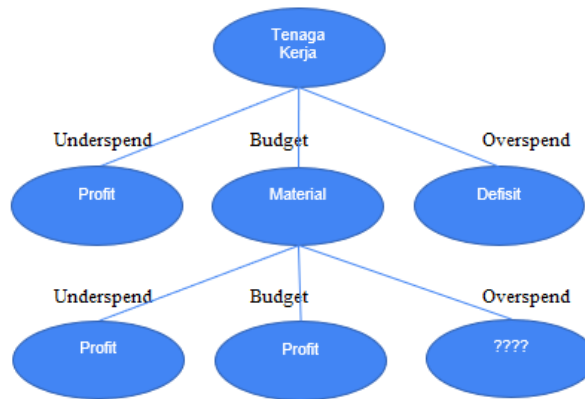 Tenaga
Kerja
Underspend Budget Overspend
Profit Material Defisit
Underspend Budget Overspend
Profit Profit ????